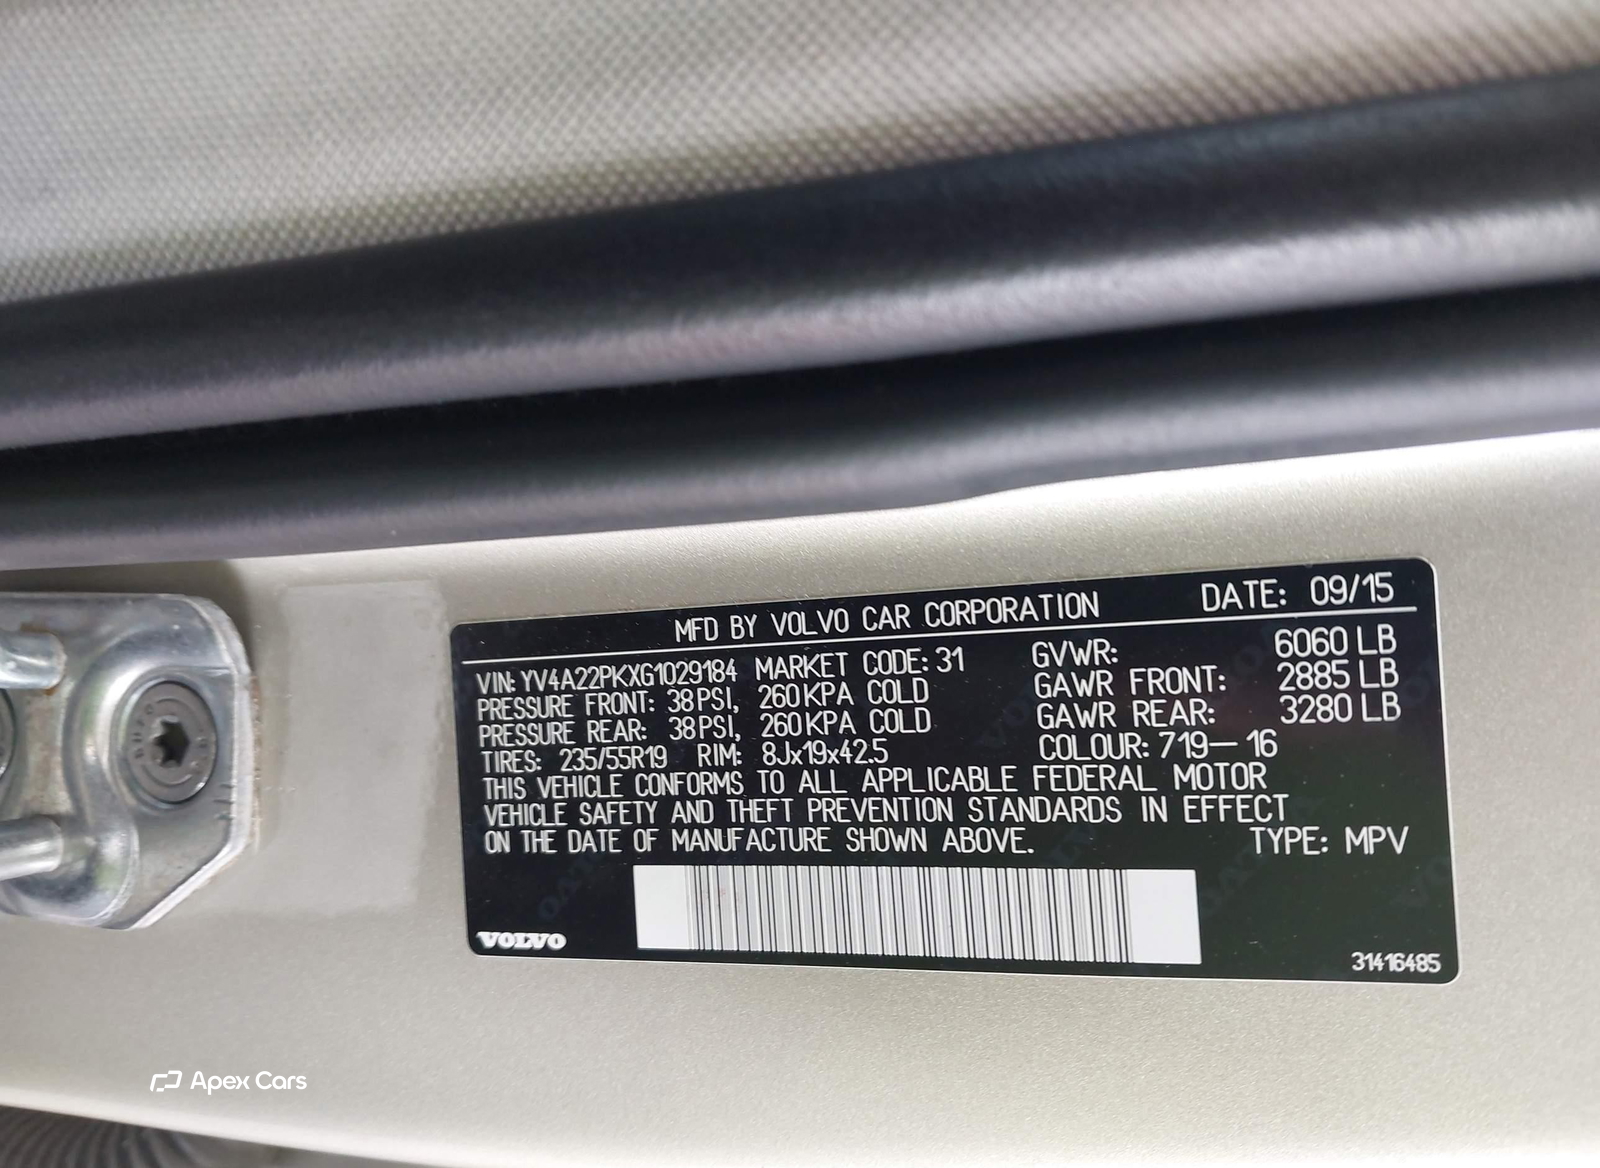 MFD BY VOLVO CAR CORPORATION DATE: 09/15
VIN: YV4A22PKXG1029184 MARKET CODE: 31 GVWR: 6060 LB
PRESSURE FRONT: 38 PSI, 260 KPA COLD GAWR FRONT: 2885 LB
PRESSURE REAR: 38 PSI, 260 KPA COLD GAWR REAR: 3280 LB
TIRES: 235/55R19 RIM: 8Jx19x42.5 COLOUR: 719-16
THIS VEHICLE CONFORMS TO ALL APPLICABLE FEDERAL MOTOR
VEHICLE SAFETY AND THEFT PREVENTION STANDARDS IN EFFECT
ON THE DATE OF MANUFACTURE SHOWN ABOVE. TYPE: MPV
VOLVO
31416485
Apex Cars